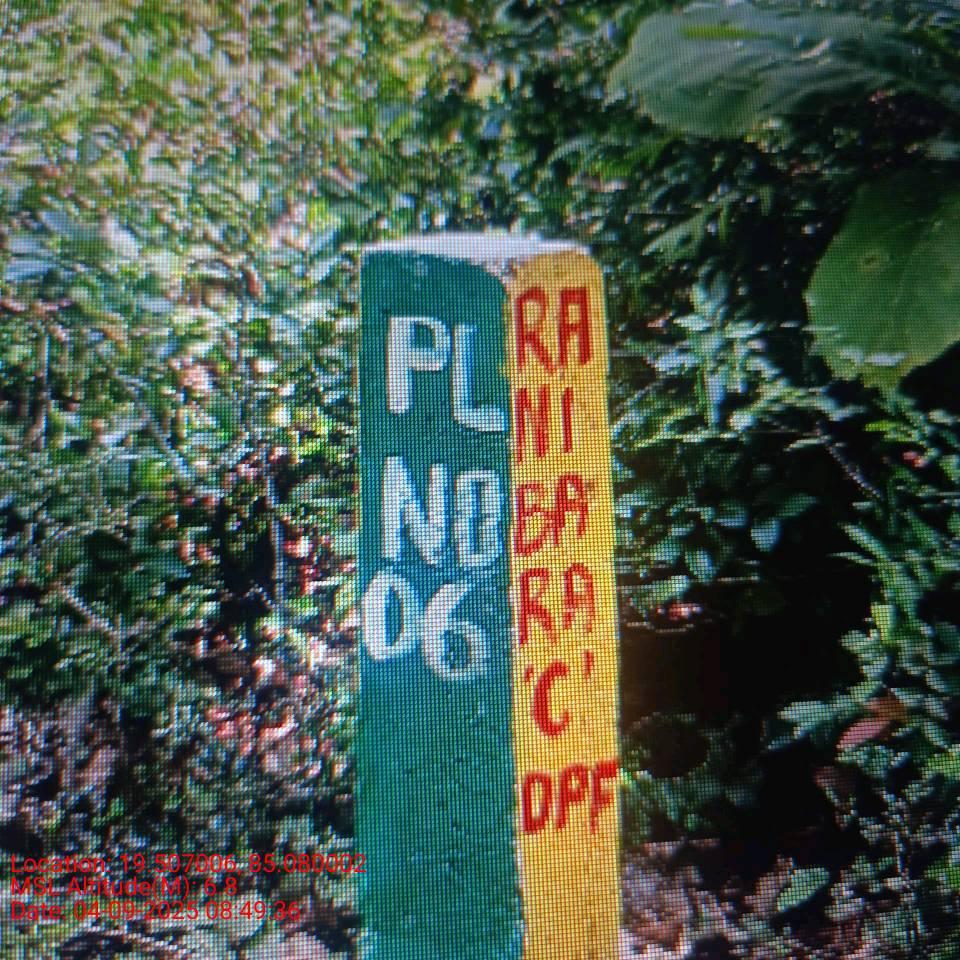 PL
NO
06
RA
NI
BA
RA
'C'
DPF
Location: 19.507006, 85.080002
MSL Altitude(M): 6.8
Date: 04-09-2025 08:49:36